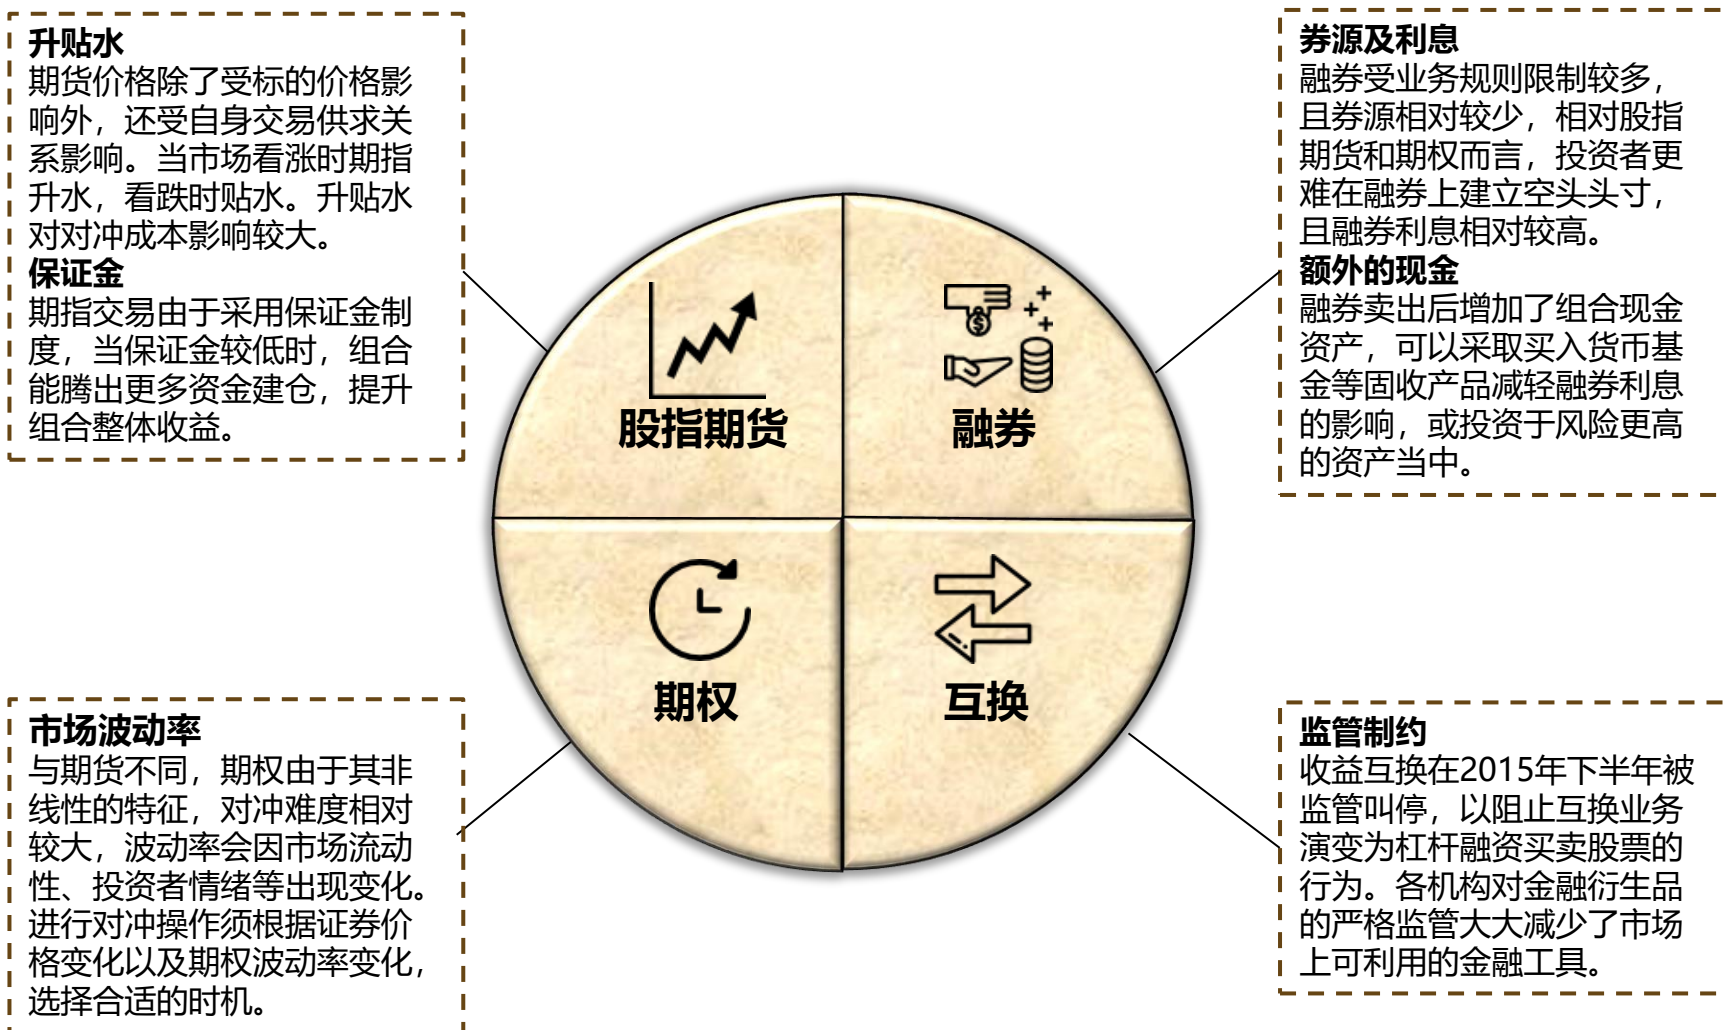 升贴水
期货价格除了受标的价格影
响外，还受自身交易供求关
系影响。当市场看涨时期指
升水，看跌时贴水。升贴水
对对冲成本影响较大。
保证金
期指交易由于采用保证金制
度，当保证金较低时，组合
能腾出更多资金建仓，提升
组合整体收益。
券源及利息
融券受业务规则限制较多，
且券源相对较少，相对股指
期货和期权而言，投资者更
难在融券上建立空头头寸，
且融券利息相对较高。
额外的现金
融券卖出后增加了组合现金
资产，可以采取买入货币基
金等固收产品减轻融券利息
的影响，或投资于风险更高
的资产当中。
股指期货
融券
期权
互换
市场波动率
与期货不同，期权由于其非
线性的特征，对冲难度相对
较大，波动率会因市场流动
性、投资者情绪等出现变化。
进行对冲操作须根据证券价
格变化以及期权波动率变化，
选择合适的时机。
监管制约
收益互换在2015年下半年被
监管叫停，以阻止互换业务
演变为杠杆融资买卖股票的
行为。各机构对金融衍生品
的严格监管大大减少了市场
上可利用的金融工具。